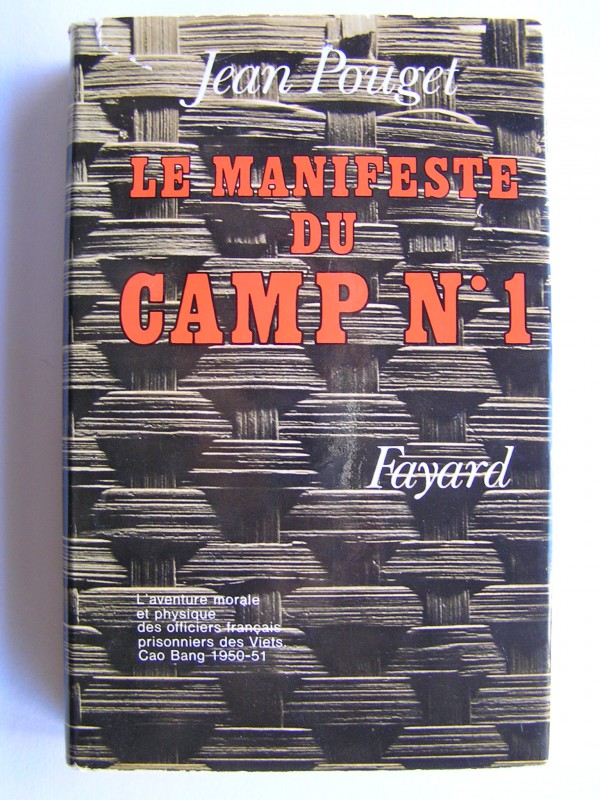 Jean Pouget
LE MANIFESTE
DU
CAMP N°1
Fayard
L'aventure morale
et physique
des officiers français
prisonniers des Viets.
Cao Bang 1950-51